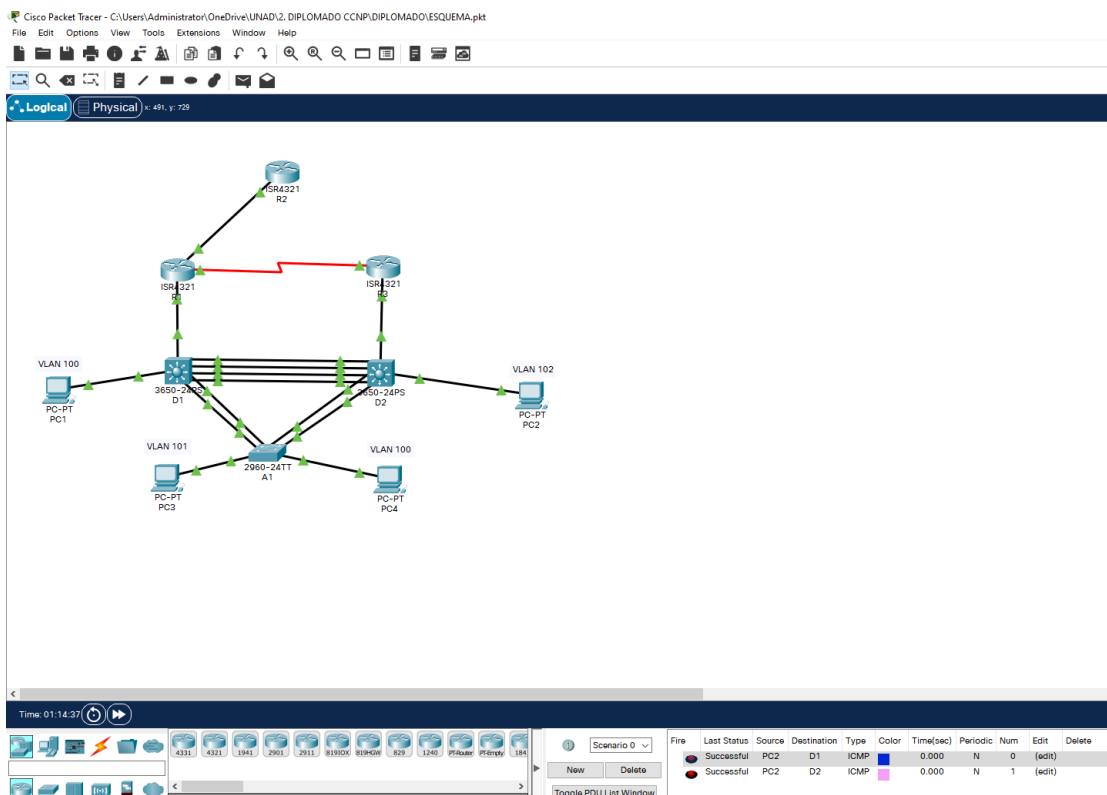 Cisco Packet Tracer - C:\Users\Administrator\OneDrive\UNAD\2. DIPLOMADO CCNP\DIPLOMADO\ESQUEMA.pkt
File Edit Options View Tools Extensions Window Help
Logical Physical x: 491, y: 729
ISR4321
R2
ISR4321
R1
ISR4321
R3
VLAN 100
VLAN 102
3650-24PS
D1
3650-24PS
D2
PC-PT
PC1
PC-PT
PC2
VLAN 101
VLAN 100
2960-24TT
A1
PC-PT
PC3
PC-PT
PC4
Time: 01:14:37
4331 4321 1941 2901 2911 819IOX 819HGW 829 1240 PT-Router PT-Empty 184
Scenario 0
New Delete
Toggle PDU List Window
Fire Last Status Source Destination Type Color Time(sec) Periodic Num Edit Delete
Successful PC2 D1 ICMP 0.000 N 0 (edit)
Successful PC2 D2 ICMP 0.000 N 1 (edit)